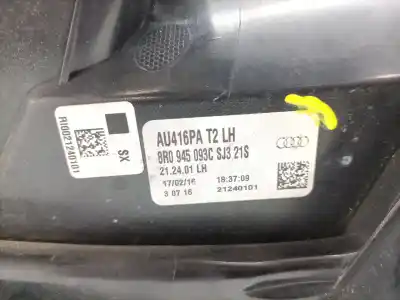 AU416PA T2 LH
8R0 945 093C SJ3 21S
21.24.01 LH
17/02/16 18:37:09
3 07 16 21240101
R10021240101
SX